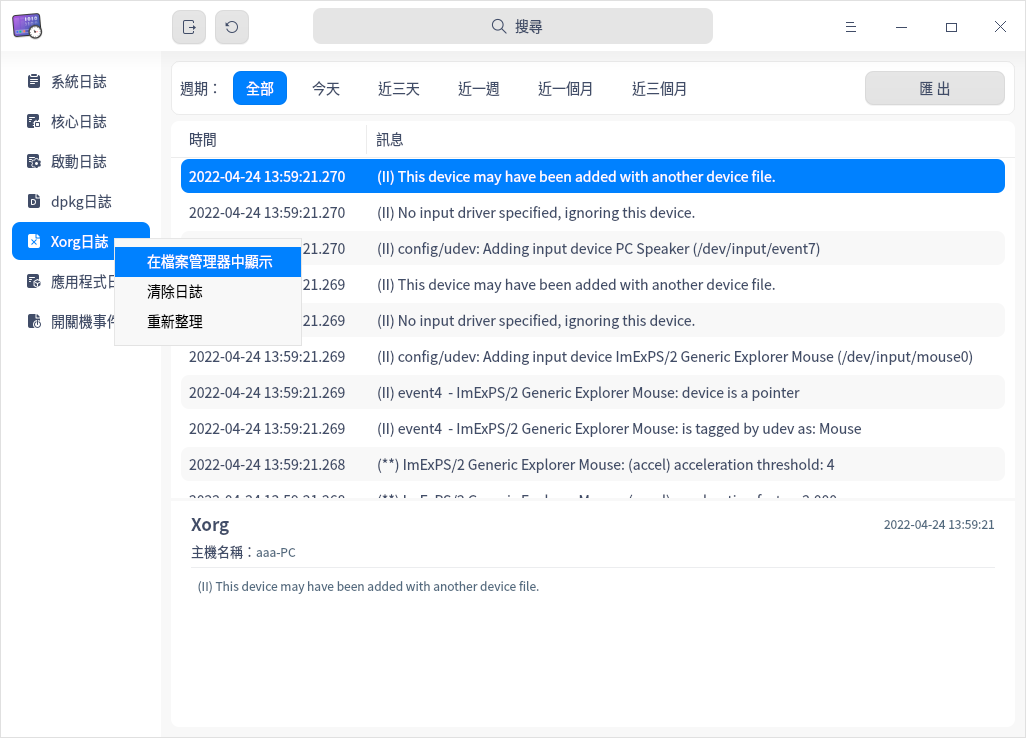 搜尋
系統日誌
核心日誌
啟動日誌
dpkg日誌
Xorg日誌
應用程式日
開關機事件
在檔案管理器中顯示
清除日誌
重新整理
週期： 全部 今天 近三天 近一週 近一個月 近三個月 匯出
時間 訊息
2022-04-24 13:59:21.270 (II) This device may have been added with another device file.
2022-04-24 13:59:21.270 (II) No input driver specified, ignoring this device.
21.270 (II) config/udev: Adding input device PC Speaker (/dev/input/event7)
21.269 (II) This device may have been added with another device file.
21.269 (II) No input driver specified, ignoring this device.
2022-04-24 13:59:21.269 (II) config/udev: Adding input device ImExPS/2 Generic Explorer Mouse (/dev/input/mouse0)
2022-04-24 13:59:21.269 (II) event4 - ImExPS/2 Generic Explorer Mouse: device is a pointer
2022-04-24 13:59:21.269 (II) event4 - ImExPS/2 Generic Explorer Mouse: is tagged by udev as: Mouse
2022-04-24 13:59:21.268 (**) ImExPS/2 Generic Explorer Mouse: (accel) acceleration threshold: 4
Xorg 2022-04-24 13:59:21
主機名稱：aaa-PC
(II) This device may have been added with another device file.